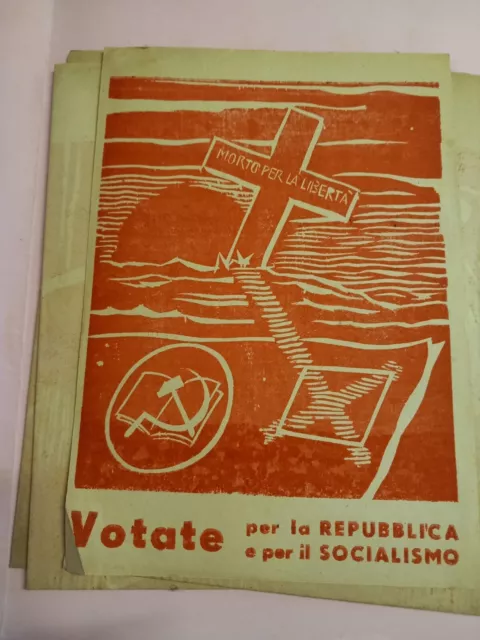 MORTO PER LA LIBERTÀ
Votate per la REPUBBLICA
e per il SOCIALISMO